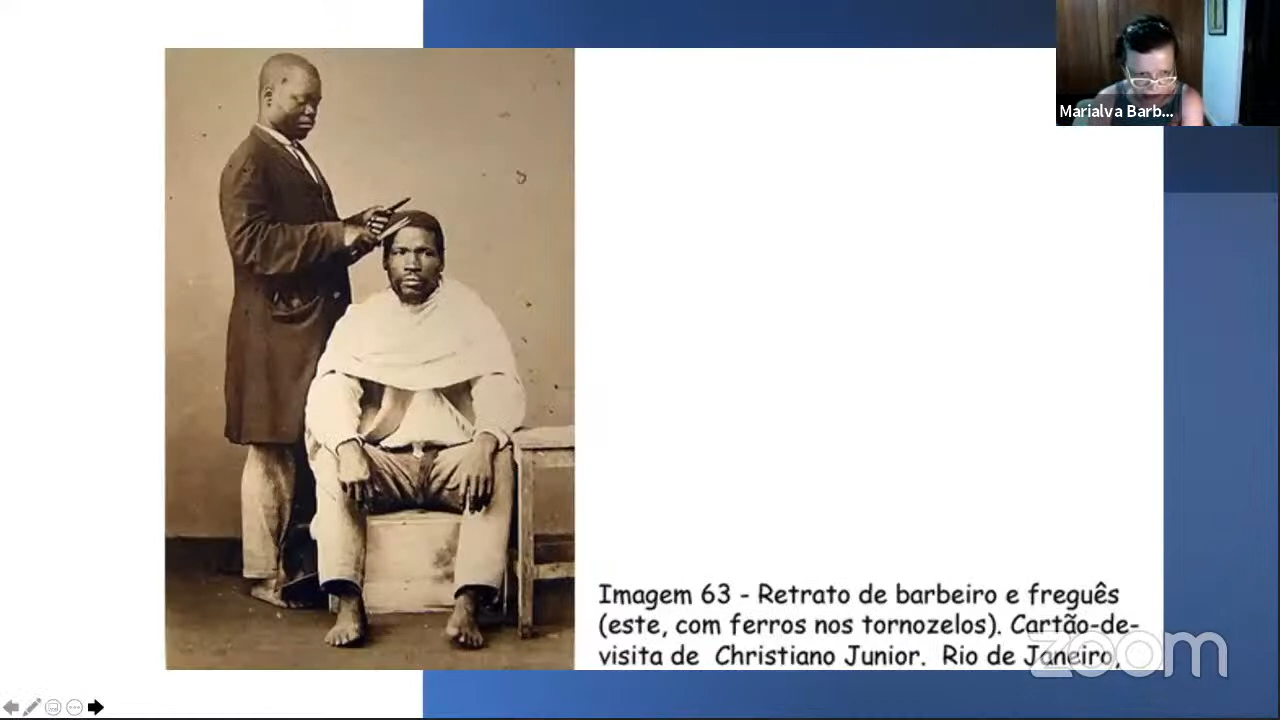 Marialva Barb...
Imagem 63 - Retrato de barbeiro e freguês
(este, com ferros nos tornozelos). Cartão-de-
visita de Christiano Junior. Rio de Janeiro,
zoom